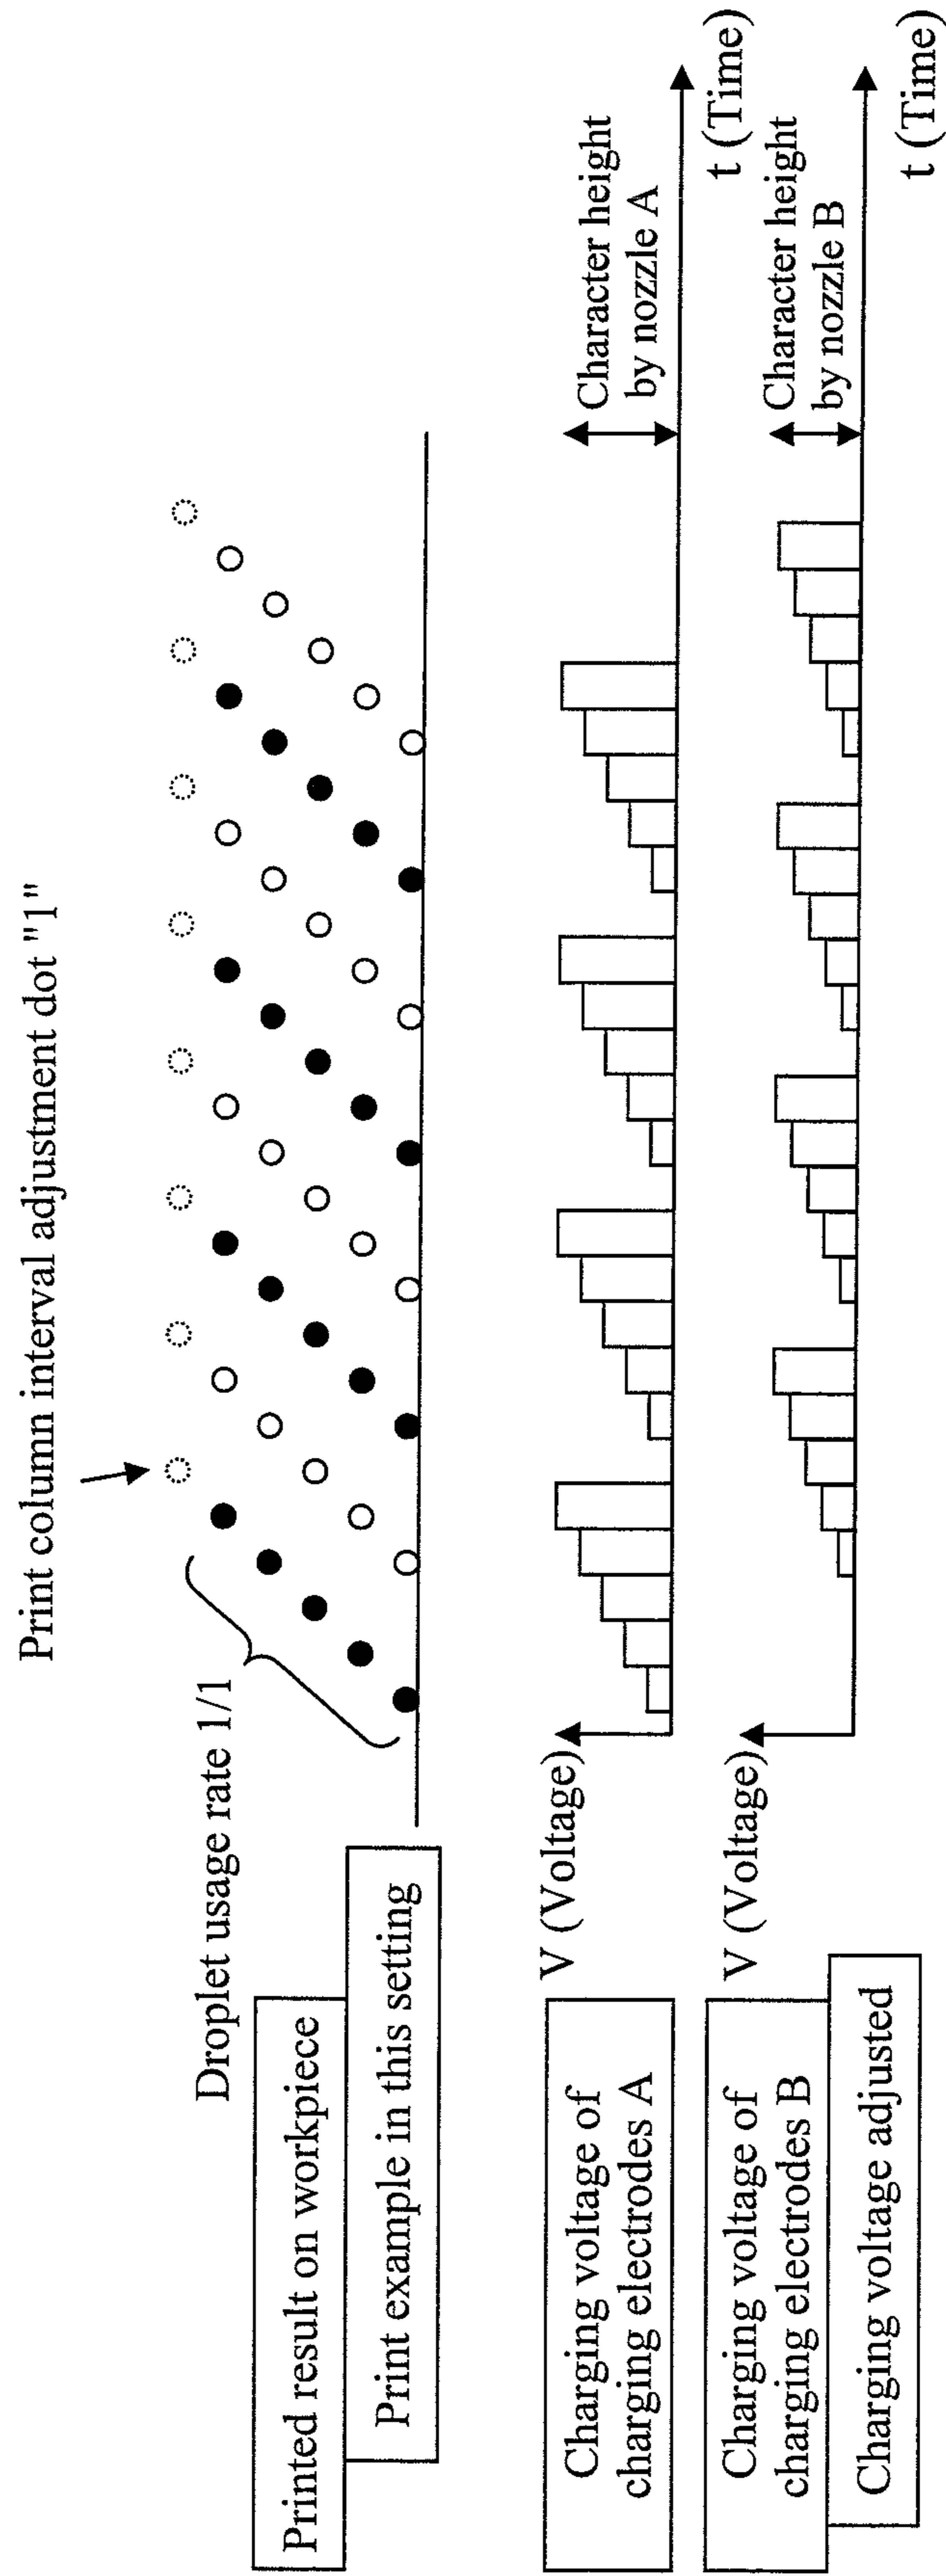 Print column interval adjustment dot "1"
Droplet usage rate 1/1
Printed result on workpiece
Print example in this setting
Charging voltage of
charging electrodes A
V (Voltage)
Character height
by nozzle A
t (Time)
Charging voltage of
charging electrodes B
Charging voltage adjusted
V (Voltage)
Character height
by nozzle B
t (Time)